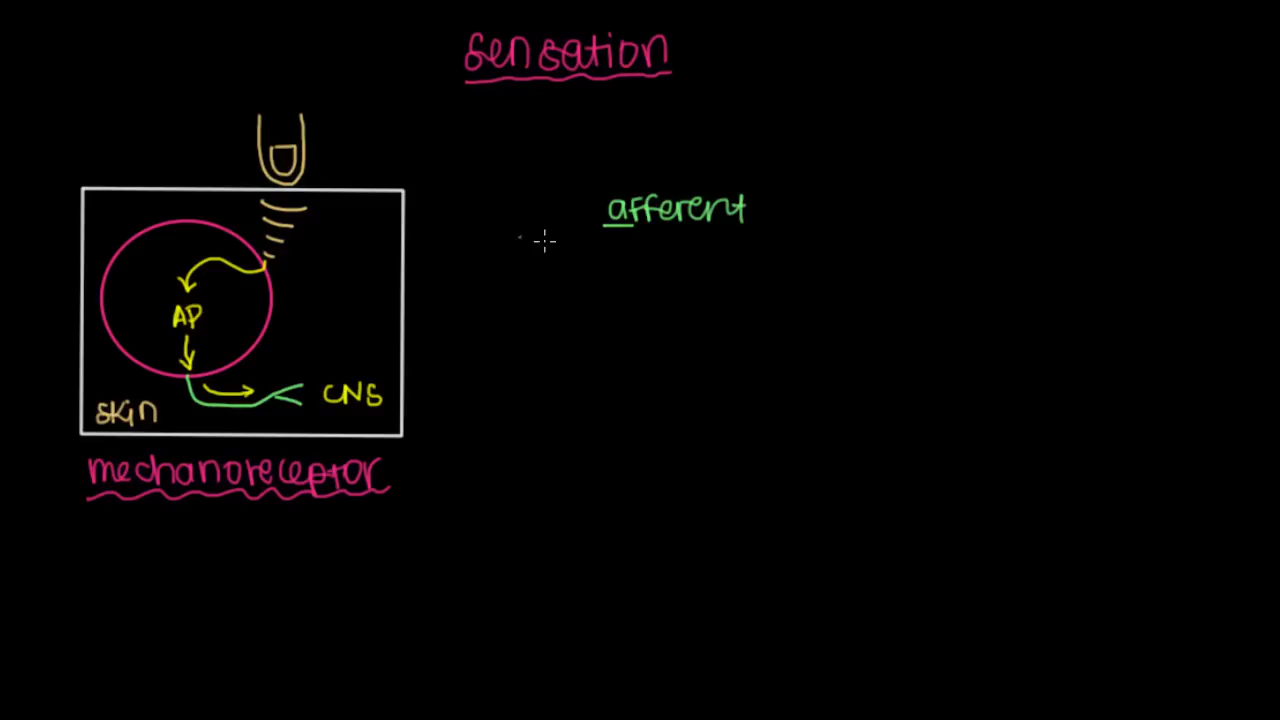 sensation
afferent
AP
CNS
skin
mechanoreceptor